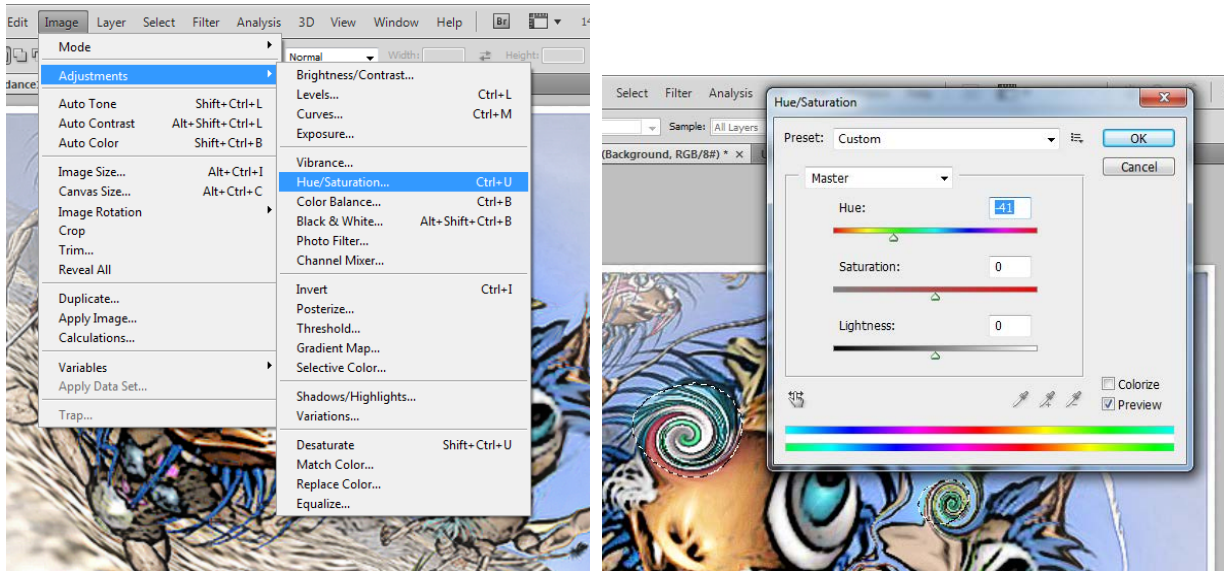 Edit Image Layer Select Filter Analysis 3D View Window Help Br
Normal Width: Height:
dance
Mode
Adjustments
Auto Tone Shift+Ctrl+L
Auto Contrast Alt+Shift+Ctrl+L
Auto Color Shift+Ctrl+B
Image Size... Alt+Ctrl+I
Canvas Size... Alt+Ctrl+C
Image Rotation
Crop
Trim...
Reveal All
Duplicate...
Apply Image...
Calculations...
Variables
Apply Data Set...
Trap...
Brightness/Contrast...
Levels... Ctrl+L
Curves... Ctrl+M
Exposure...
Vibrance...
Hue/Saturation... Ctrl+U
Color Balance... Ctrl+B
Black & White... Alt+Shift+Ctrl+B
Photo Filter...
Channel Mixer...
Invert Ctrl+I
Posterize...
Threshold...
Gradient Map...
Selective Color...
Shadows/Highlights...
Variations...
Desaturate Shift+Ctrl+U
Match Color...
Replace Color...
Equalize...
Select Filter Analysis
Sample: All Layers
(Background, RGB/8#) * ×
Hue/Saturation
Preset: Custom
OK
Cancel
Master
Hue: -41
Saturation: 0
Lightness: 0
Colorize
Preview